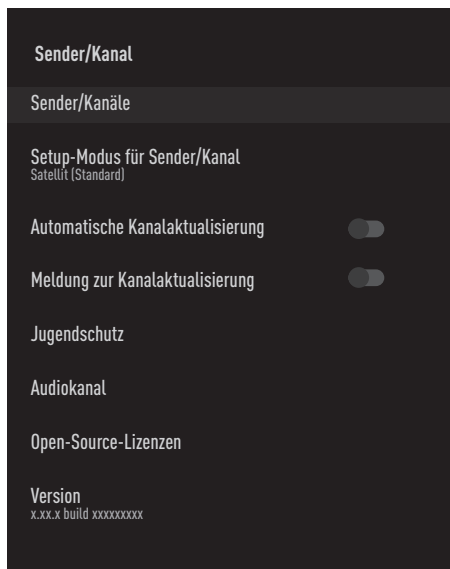 Sender/Kanal
Sender/Kanäle
Setup-Modus für Sender/Kanal
Satellit (Standard)
Automatische Kanalaktualisierung
Meldung zur Kanalaktualisierung
Jugendschutz
Audiokanal
Open-Source-Lizenzen
Version
x.xx.x build xxxxxxxxx